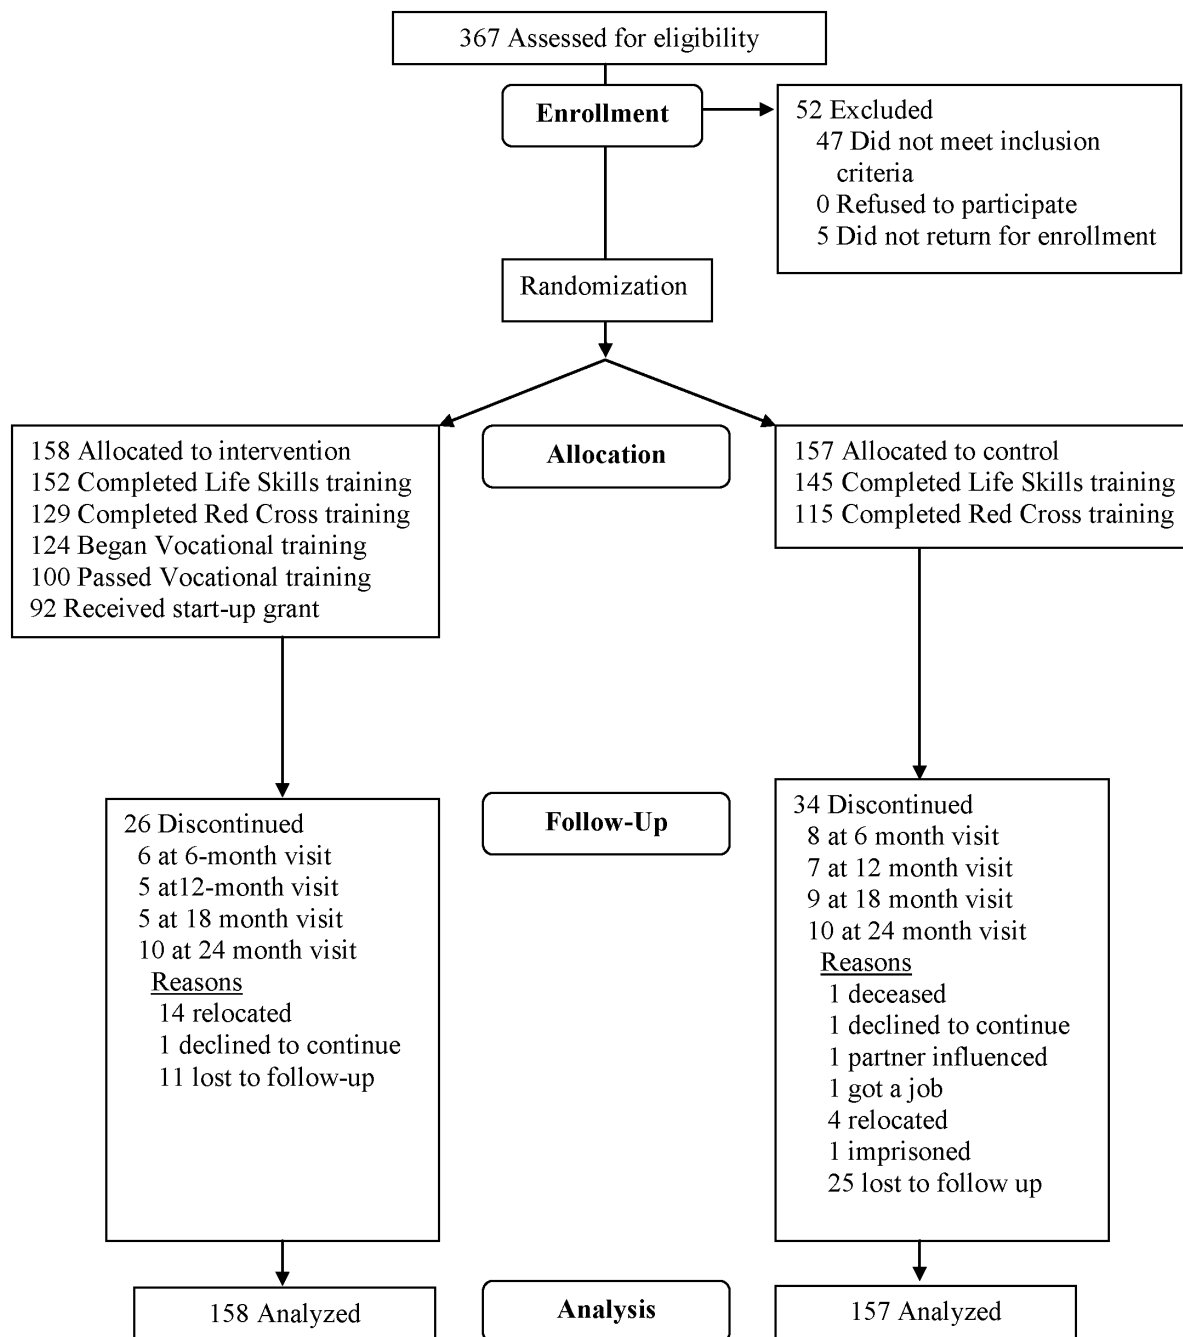 367 Assessed for eligibility
Enrollment
52 Excluded
47 Did not meet inclusion
criteria
0 Refused to participate
5 Did not return for enrollment
Randomization
158 Allocated to intervention
152 Completed Life Skills training
129 Completed Red Cross training
124 Began Vocational training
100 Passed Vocational training
92 Received start-up grant
Allocation
157 Allocated to control
145 Completed Life Skills training
115 Completed Red Cross training
26 Discontinued
6 at 6-month visit
5 at12-month visit
5 at 18 month visit
10 at 24 month visit
Reasons
14 relocated
1 declined to continue
11 lost to follow-up
Follow-Up
34 Discontinued
8 at 6 month visit
7 at 12 month visit
9 at 18 month visit
10 at 24 month visit
Reasons
1 deceased
1 declined to continue
1 partner influenced
1 got a job
4 relocated
1 imprisoned
25 lost to follow up
158 Analyzed
Analysis
157 Analyzed